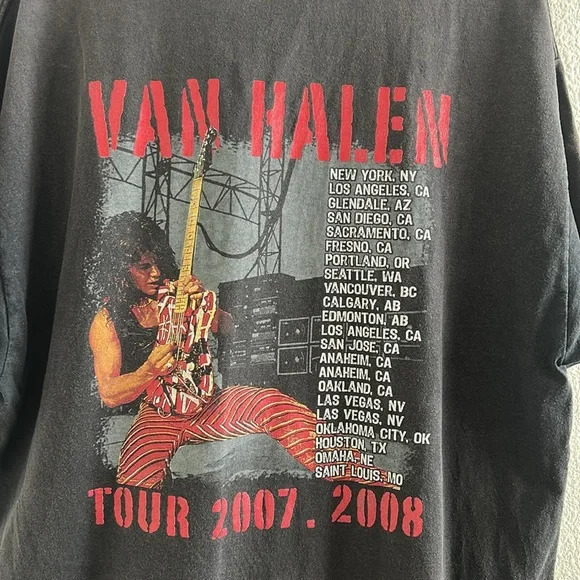 VAN HALEN
NEW YORK, NY
LOS ANGELES, CA
GLENDALE, AZ
SAN DIEGO, CA
SACRAMENTO, CA
FRESNO, CA
PORTLAND, OR
SEATTLE, WA
VANCOUVER, BC
CALGARY, AB
EDMONTON, AB
LOS ANGELES, CA
SAN JOSE, CA
ANAHEIM, CA
ANAHEIM, CA
OAKLAND, CA
LAS VEGAS, NV
LAS VEGAS, NV
OKLAHOMA CITY, OK
HOUSTON, TX
OMAHA, NE
SAINT LOUIS, MO
TOUR 2007. 2008